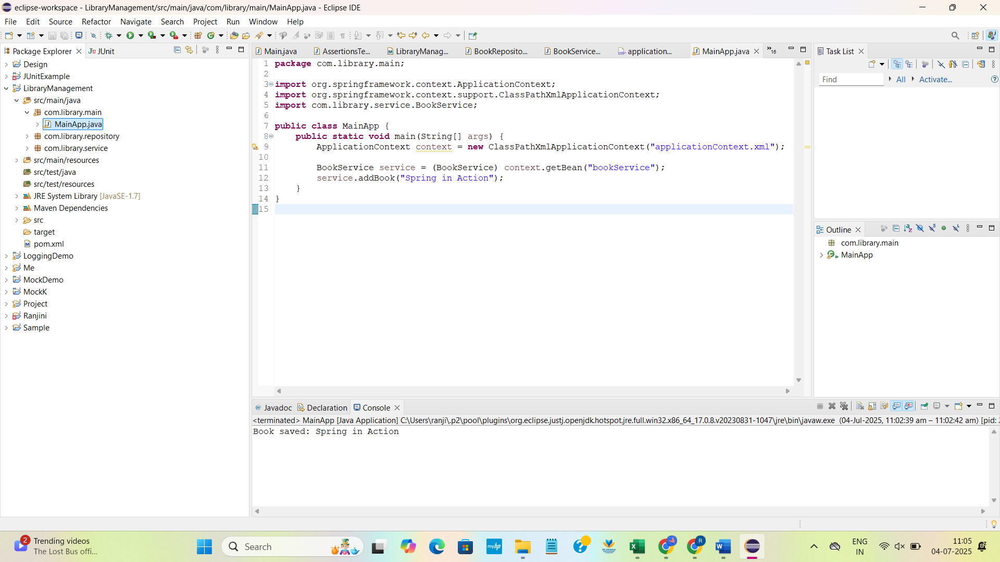 eclipse-workspace - LibraryManagement/src/main/java/com/library/main/MainApp.java - Eclipse IDE
File Edit Source Refactor Navigate Search Project Run Window Help
Package Explorer
JUnit
Design
JUnitExample
LibraryManagement
src/main/java
com.library.main
MainApp.java
com.library.repository
com.library.service
src/main/resources
src/test/java
src/test/resources
JRE System Library [JavaSE-1.7]
Maven Dependencies
src
target
pom.xml
LoggingDemo
Me
MockDemo
MockK
Project
Ranjini
Sample
Main.java AssertionsTe... LibraryManag... BookReposito... BookService... application... MainApp.java »16
1 package com.library.main;
2
3 import org.springframework.context.ApplicationContext;
4 import org.springframework.context.support.ClassPathXmlApplicationContext;
5 import com.library.service.BookService;
6
7 public class MainApp {
8 public static void main(String[] args) {
9 ApplicationContext context = new ClassPathXmlApplicationContext("applicationContext.xml");
10
11 BookService service = (BookService) context.getBean("bookService");
12 service.addBook("Spring in Action");
13 }
14 }
15
Task List
Find All Activate...
Outline
com.library.main
MainApp
Javadoc Declaration Console
<terminated> MainApp [Java Application] C:\Users\ranji\.p2\pool\plugins\org.eclipse.justj.openjdk.hotspot.jre.full.win32.x86_64_17.0.8.v20230831-1047\jre\bin\javaw.exe (04-Jul-2025, 11:02:39 am – 11:02:42 am) [pid:
Book saved: Spring in Action
2
Trending videos
The Lost Bus offi...
Search
myhp
ENG
IN
11:05
04-07-2025